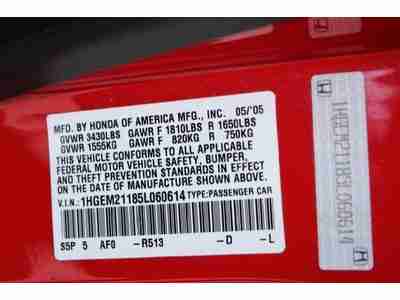 MFD. BY HONDA OF AMERICA MFG., INC. 05/'05
GVWR 3430LBS GAWR F 1810LBS R 1650LBS
GVWR 1555KG GAWR F 820KG R 750KG
THIS VEHICLE CONFORMS TO ALL APPLICABLE
FEDERAL MOTOR VEHICLE SAFETY, BUMPER,
AND THEFT PREVENTION STANDARDS IN EFFECT
ON THE DATE OF MANUFACTURE SHOWN ABOVE.
V.I.N.: 1HGEM21185L060614 TYPE: PASSENGER CAR
S5P 5 AF0 -R513 -D -L
1HGEM21185L060614